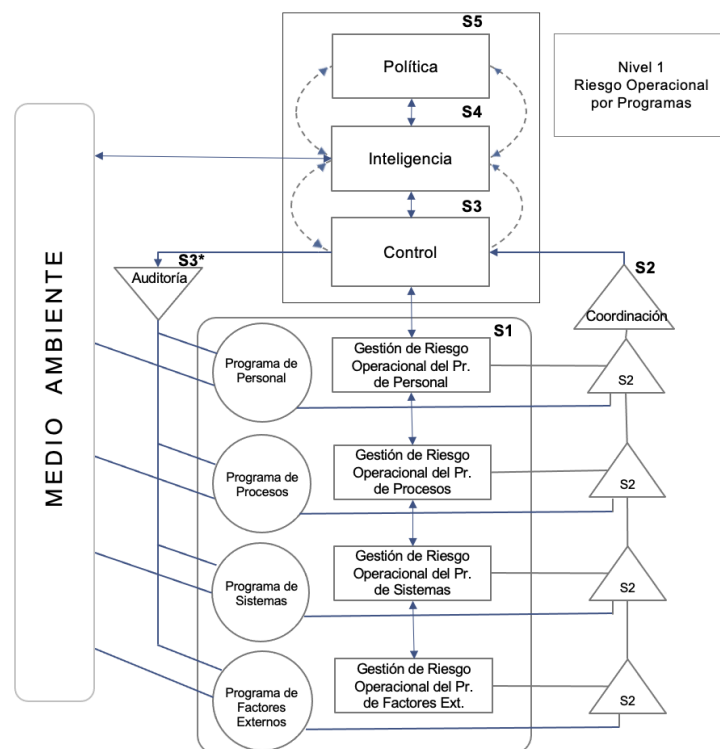 S5
Política
Nivel 1
Riesgo Operacional
por Programas
S4
Inteligencia
S3
Control
S3*
Auditoría
S2
Coordinación
MEDIO AMBIENTE
S1
Programa de
Personal
Gestión de Riesgo
Operacional del Pr.
de Personal
S2
Programa de
Procesos
Gestión de Riesgo
Operacional del Pr.
de Procesos
S2
Programa de
Sistemas
Gestión de Riesgo
Operacional del Pr.
de Sistemas
S2
Programa de
Factores
Externos
Gestión de Riesgo
Operacional del Pr.
de Factores Ext.
S2